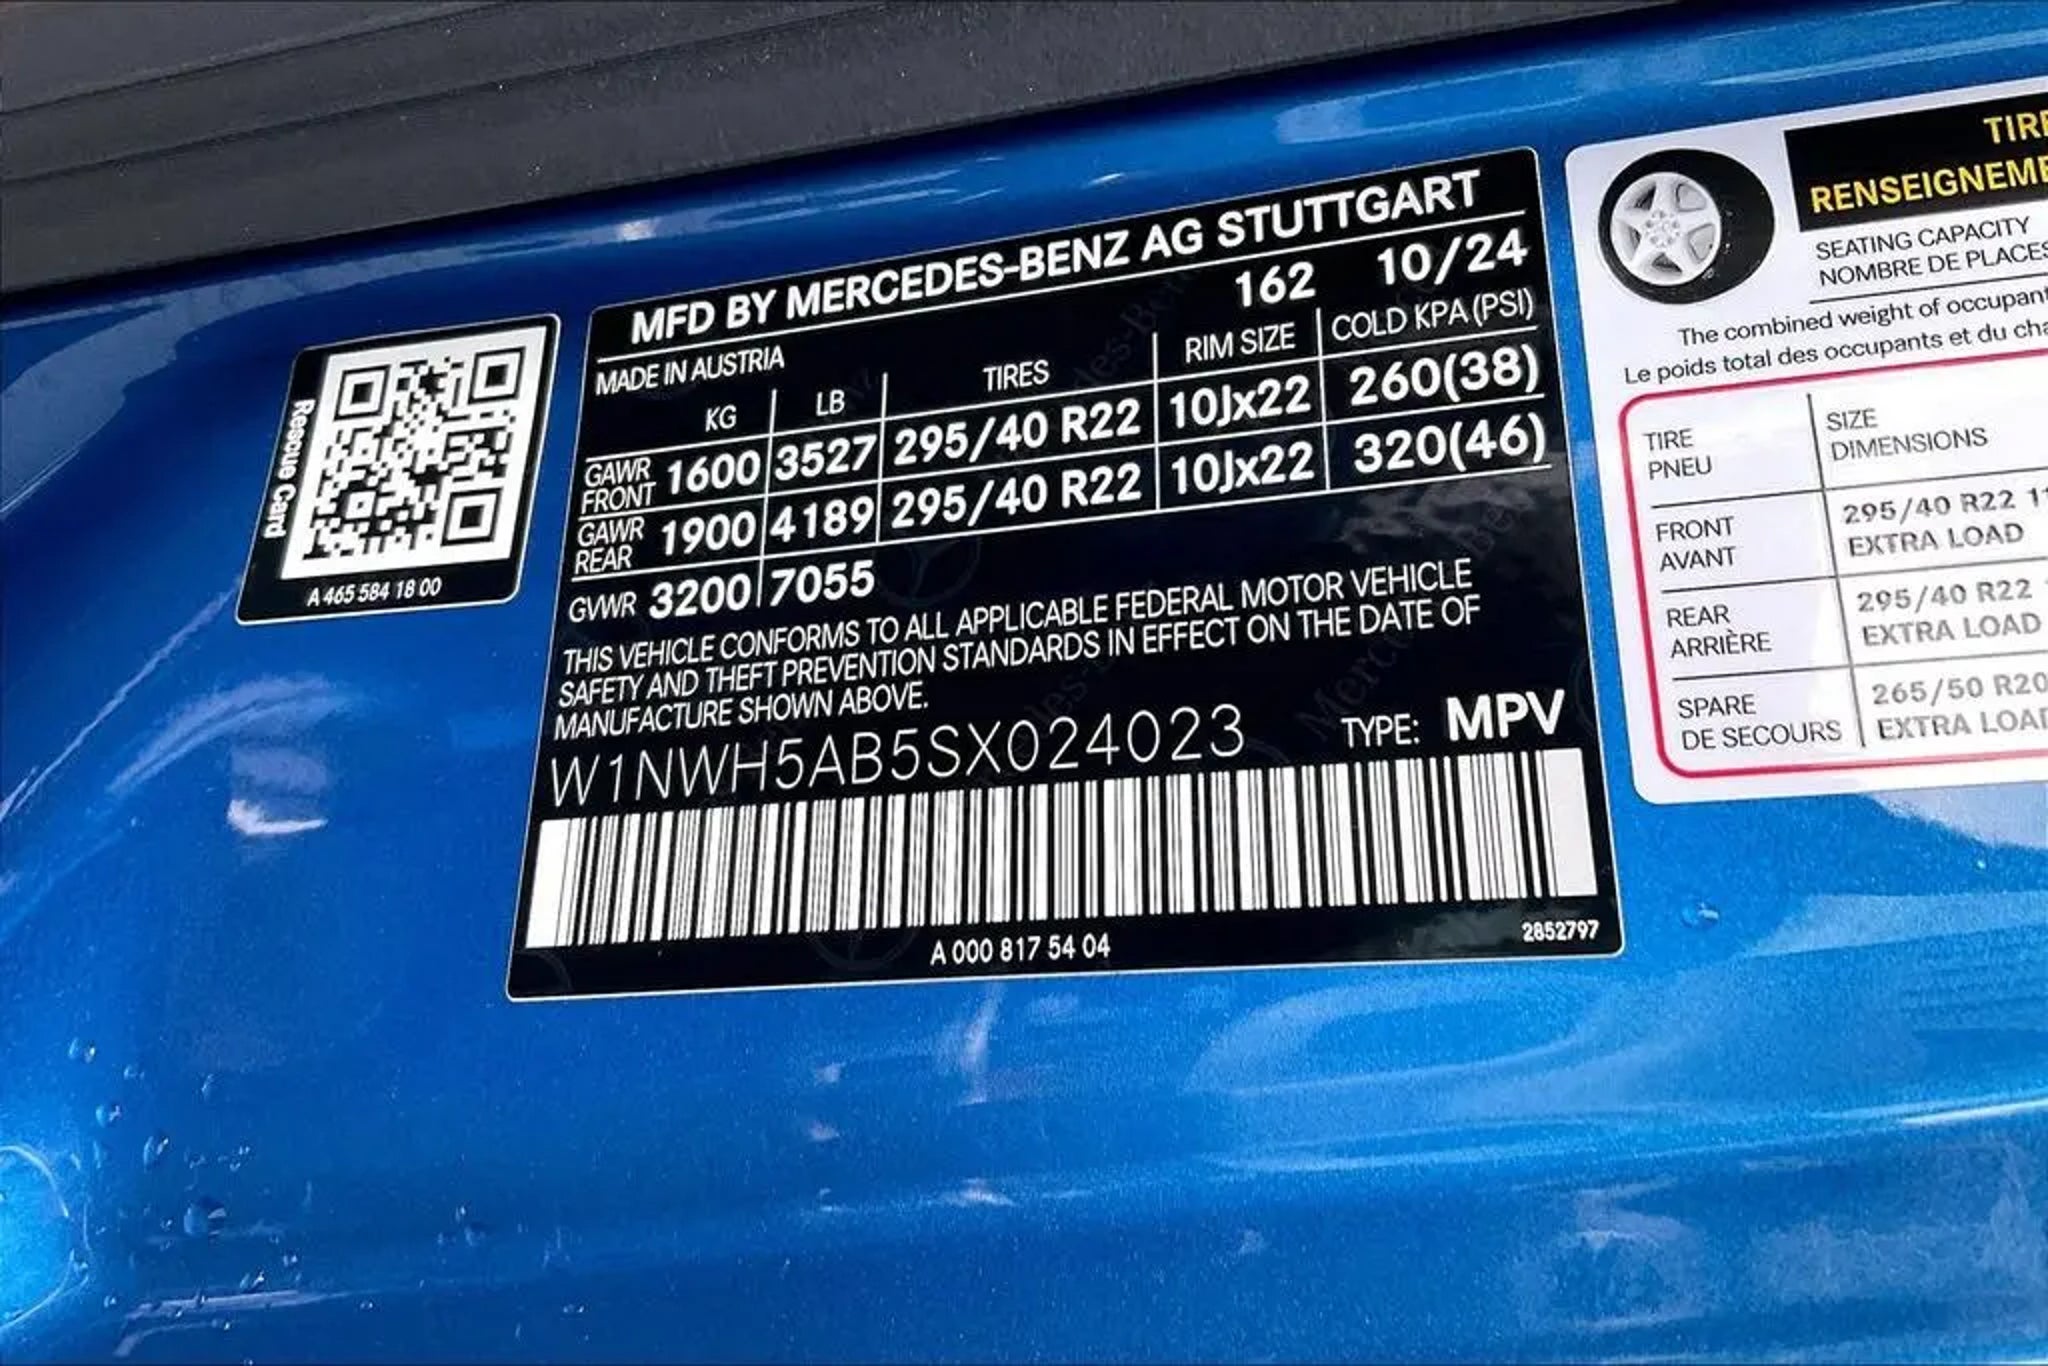 Rescue Card
A 465 584 18 00
MFD BY MERCEDES-BENZ AG STUTTGART
MADE IN AUSTRIA 162 10/24
KG LB TIRES RIM SIZE COLD KPA (PSI)
GAWR FRONT 1600 3527 295/40 R22 10Jx22 260(38)
GAWR REAR 1900 4189 295/40 R22 10Jx22 320(46)
GVWR 3200 7055
THIS VEHICLE CONFORMS TO ALL APPLICABLE FEDERAL MOTOR VEHICLE
SAFETY AND THEFT PREVENTION STANDARDS IN EFFECT ON THE DATE OF
MANUFACTURE SHOWN ABOVE.
W1NWH5AB5SX024023 TYPE: MPV
A 000 817 54 04
2852797
SEATING CAPACITY
NOMBRE DE PLACES
The combined weight of
Le poids total des occupants et du
TIRE SIZE
PNEU DIMENSIONS
FRONT 295/40 R22
AVANT EXTRA LOAD
REAR 295/40 R22
ARRIÈRE EXTRA LOAD
SPARE 265/50 R20
DE SECOURS EXTRA